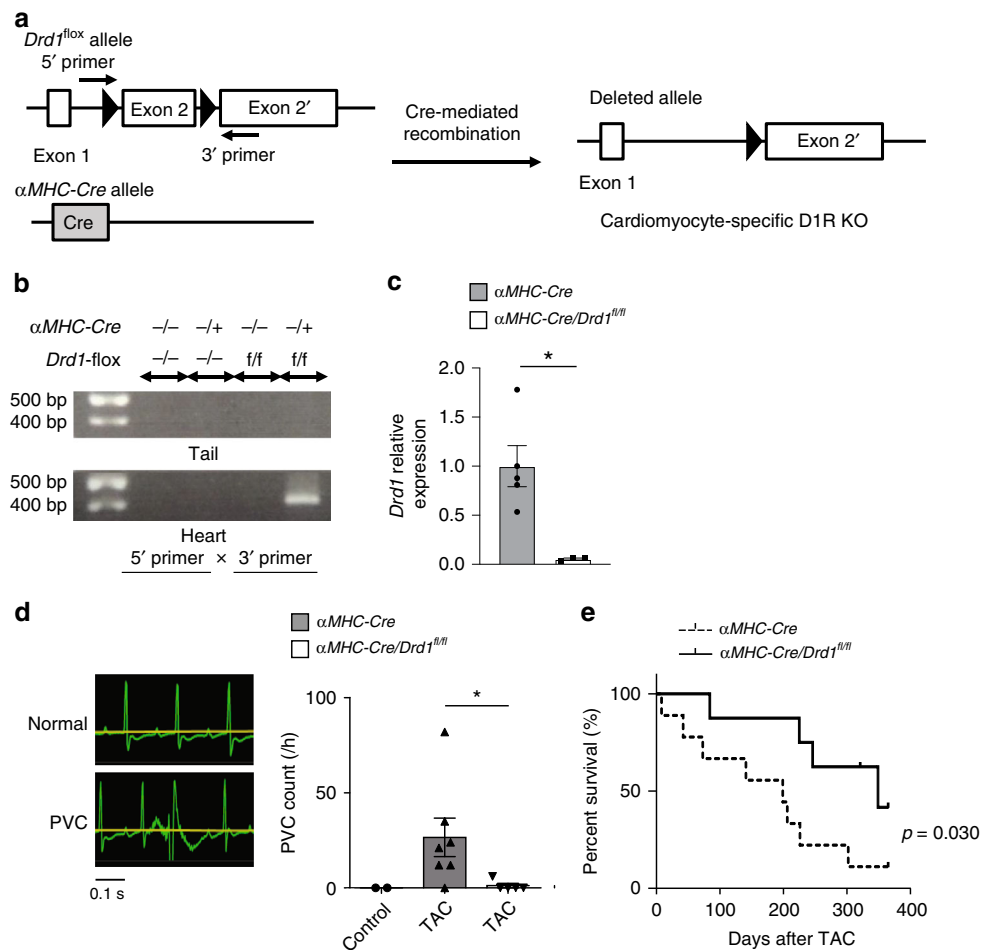 a
Drd1flox allele
5′ primer
Exon 2
Exon 2′
Exon 1
3′ primer
αMHC-Cre allele
Cre
Cre-mediated
recombination
Deleted allele
Exon 2′
Exon 1
Cardiomyocyte-specific D1R KO
b
αMHC-Cre −/− −/+ −/− −/+
Drd1-flox −/− −/− f/f f/f
500 bp
400 bp
Tail
500 bp
400 bp
Heart
5′ primer × 3′ primer
c
αMHC-Cre
αMHC-Cre/Drd1fl/fl
*
Drd1 relative
expression
2.0
1.5
1.0
0.5
0.0
d
Normal
PVC
0.1 s
αMHC-Cre
αMHC-Cre/Drd1fl/fl
*
PVC count (/h)
100
50
0
Control
TAC
TAC
e
αMHC-Cre
αMHC-Cre/Drd1fl/fl
Percent survival (%)
100
50
0
p = 0.030
0 100 200 300 400
Days after TAC